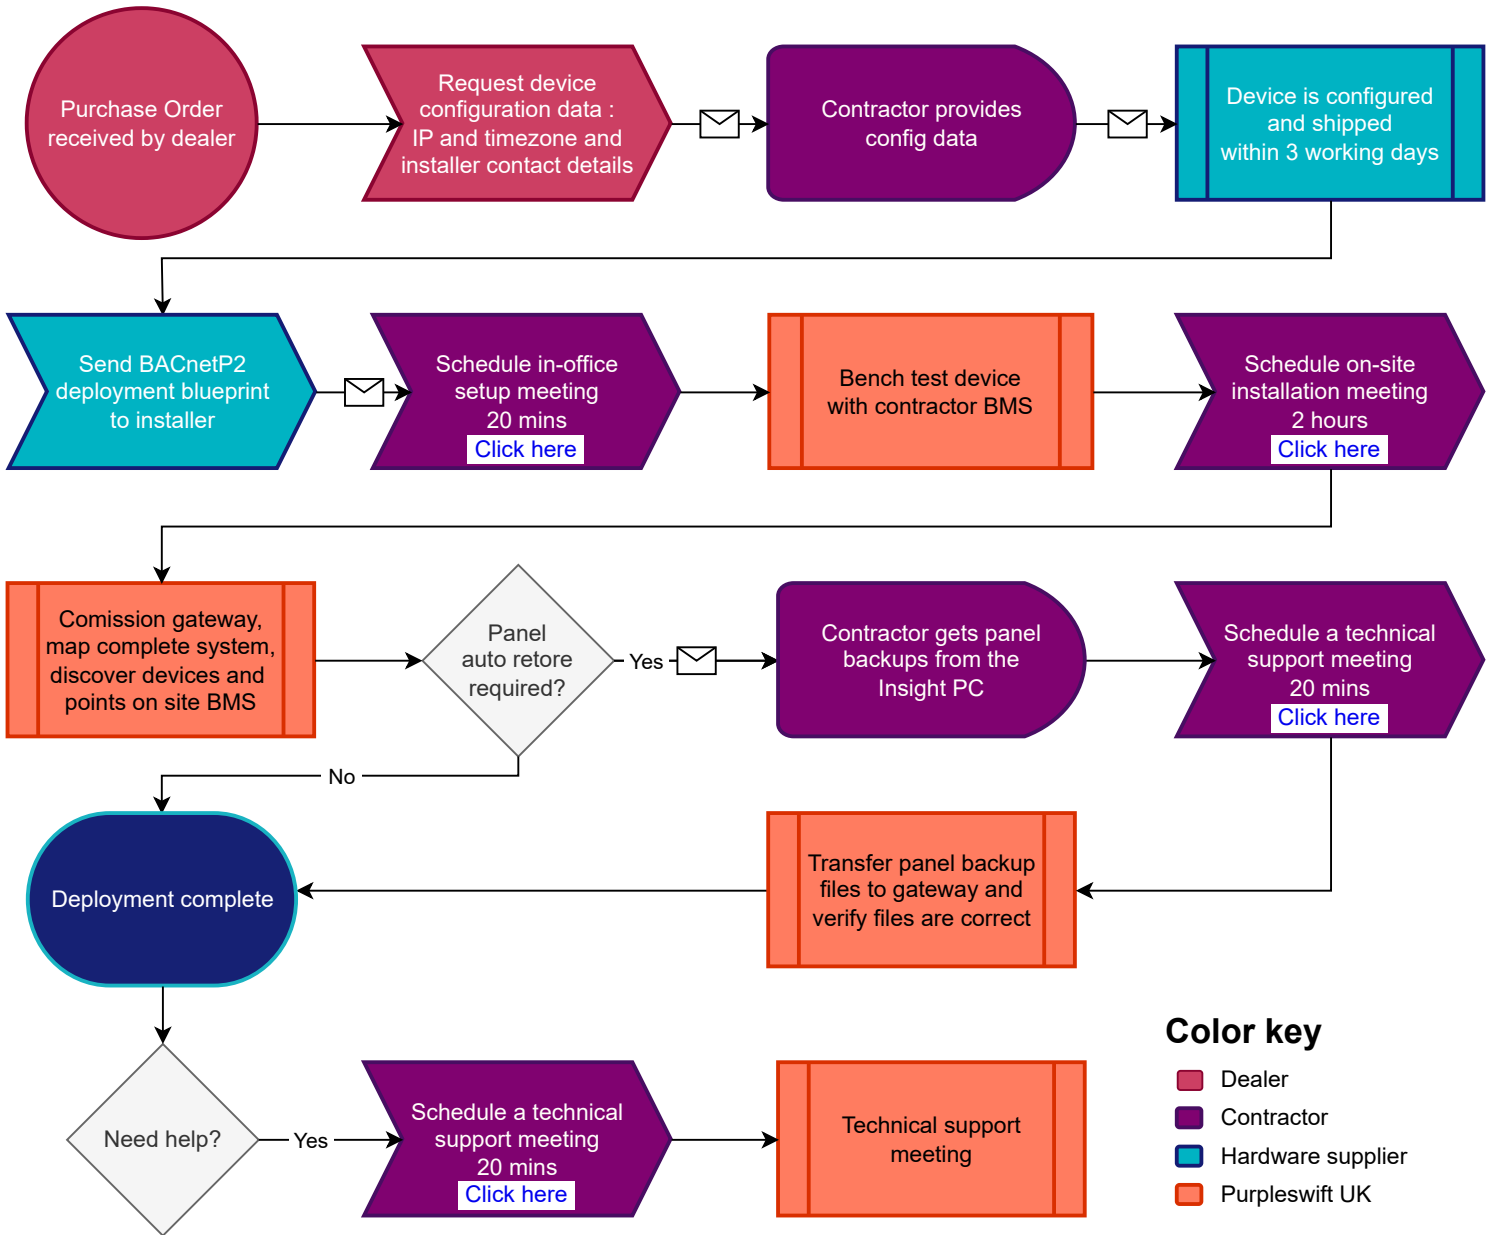 Purchase Order
received by dealer
Request device
configuration data :
IP and timezone and
installer contact details
Contractor provides
config data
Device is configured
and shipped
within 3 working days
Send BACnetP2
deployment blueprint
to installer
Schedule in-office
setup meeting
20 mins
Click here
Bench test device
with contractor BMS
Schedule on-site
installation meeting
2 hours
Click here
Comission gateway,
map complete system,
discover devices and
points on site BMS
Panel
auto retore
required?
Yes
Contractor gets panel
backups from the
Insight PC
Schedule a technical
support meeting
20 mins
Click here
No
Deployment complete
Transfer panel backup
files to gateway and
verify files are correct
Need help?
Yes
Schedule a technical
support meeting
20 mins
Click here
Technical support
meeting
Color key
Dealer
Contractor
Hardware supplier
Purpleswift UK